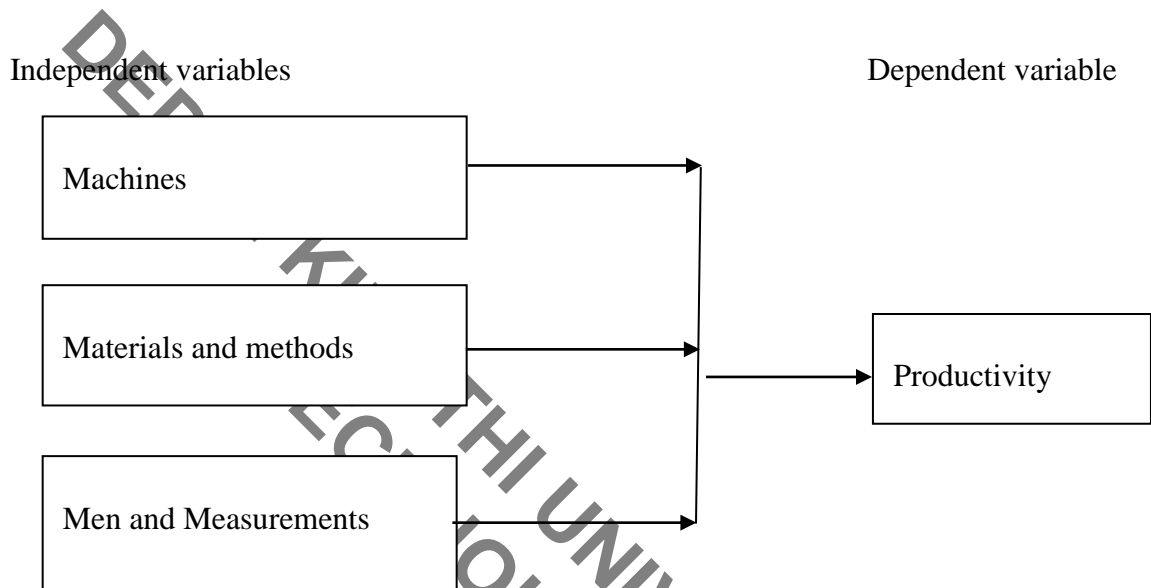 Independent variables
Dependent variable
Machines
Materials and methods
Productivity
Men and Measurements